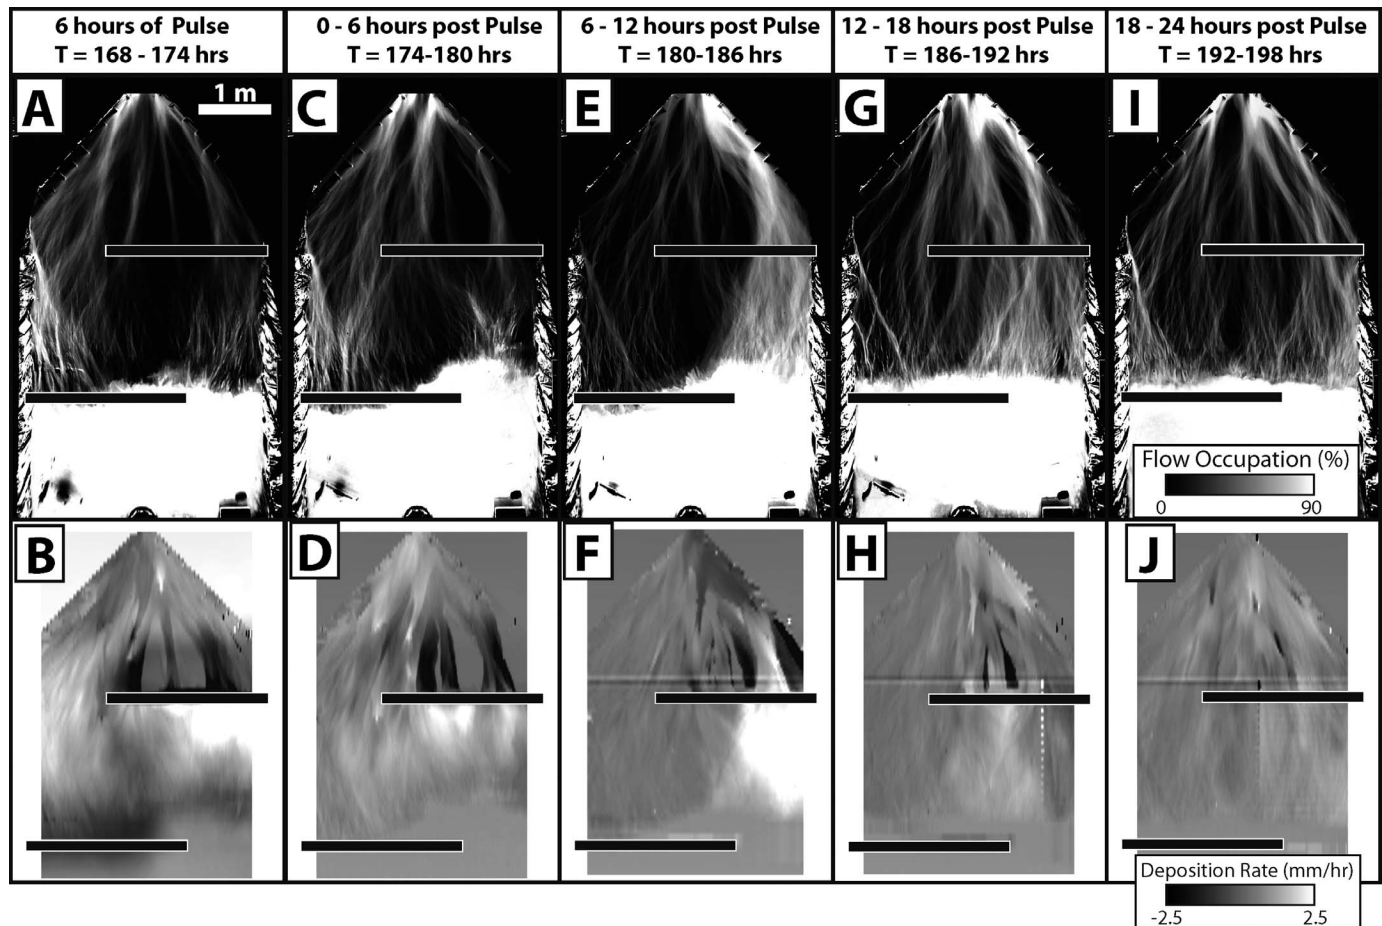 6 hours of Pulse
T = 168 - 174 hrs
0 - 6 hours post Pulse
T = 174-180 hrs
6 - 12 hours post Pulse
T = 180-186 hrs
12 - 18 hours post Pulse
T = 186-192 hrs
18 - 24 hours post Pulse
T = 192-198 hrs
A
1 m
C
E
G
I
Flow Occupation (%)
0 90
B
D
F
H
J
Deposition Rate (mm/hr)
-2.5 2.5